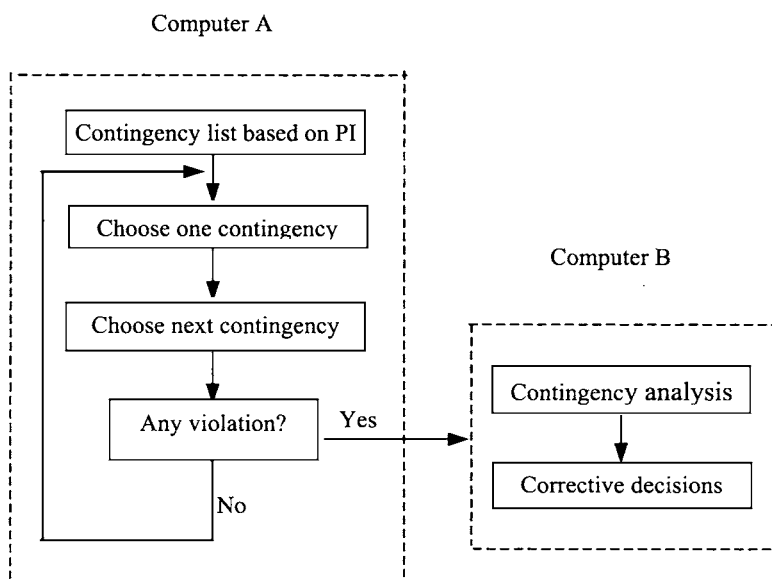 Computer A
Contingency list based on PI
Choose one contingency
Choose next contingency
Any violation?
Yes
No
Computer B
Contingency analysis
Corrective decisions